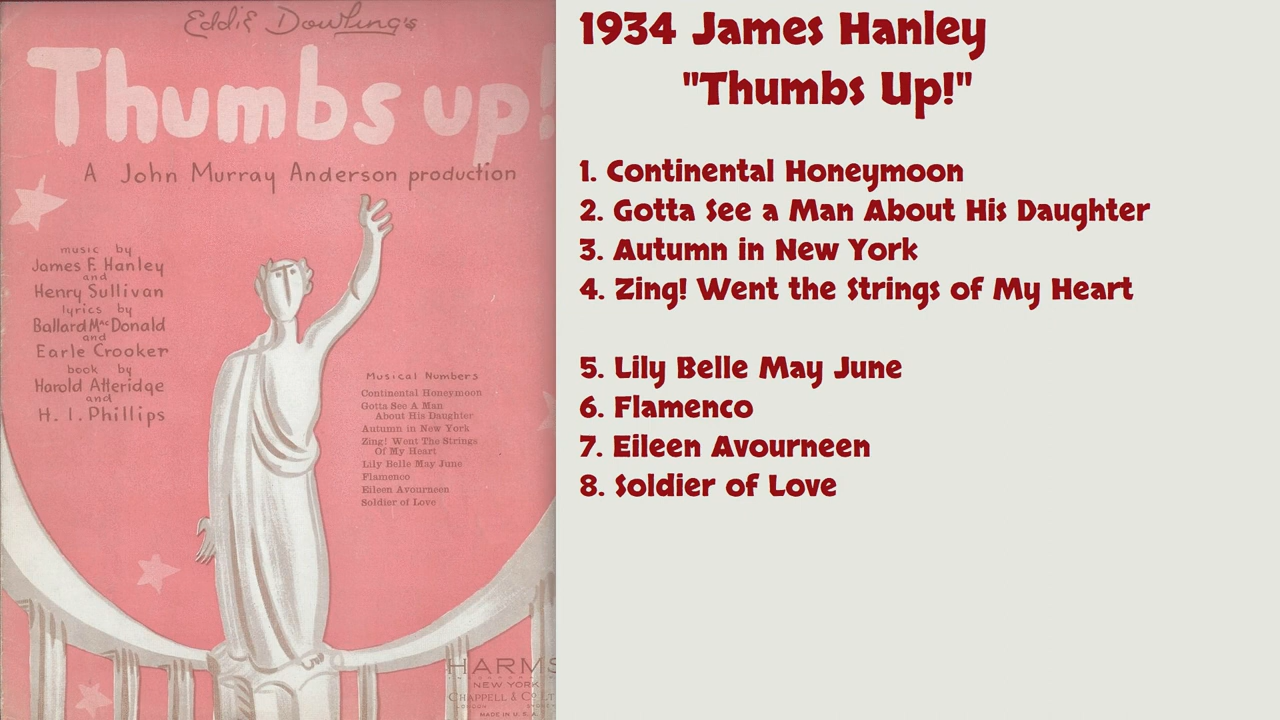 Eddie Dowling's
Thumbs up!
A John Murray Anderson production
music by
James F. Hanley
and
Henry Sullivan
lyrics by
Ballard MacDonald
and
Earle Crooker
book by
Harold Atteridge
and
H. I. Phillips
Musical Numbers
Continental Honeymoon
Gotta See A Man
About His Daughter
Autumn in New York
Zing! Went The Strings
Of My Heart
Lily Belle May June
Flamenco
Eileen Avourneen
Soldier of Love
HARMS
NEW YORK
CHAPPELL & Co
LONDON
MADE IN U. S. A.
1934 James Hanley
"Thumbs Up!"
1. Continental Honeymoon
2. Gotta See a Man About His Daughter
3. Autumn in New York
4. Zing! Went the Strings of My Heart
5. Lily Belle May June
6. Flamenco
7. Eileen Avourneen
8. Soldier of Love